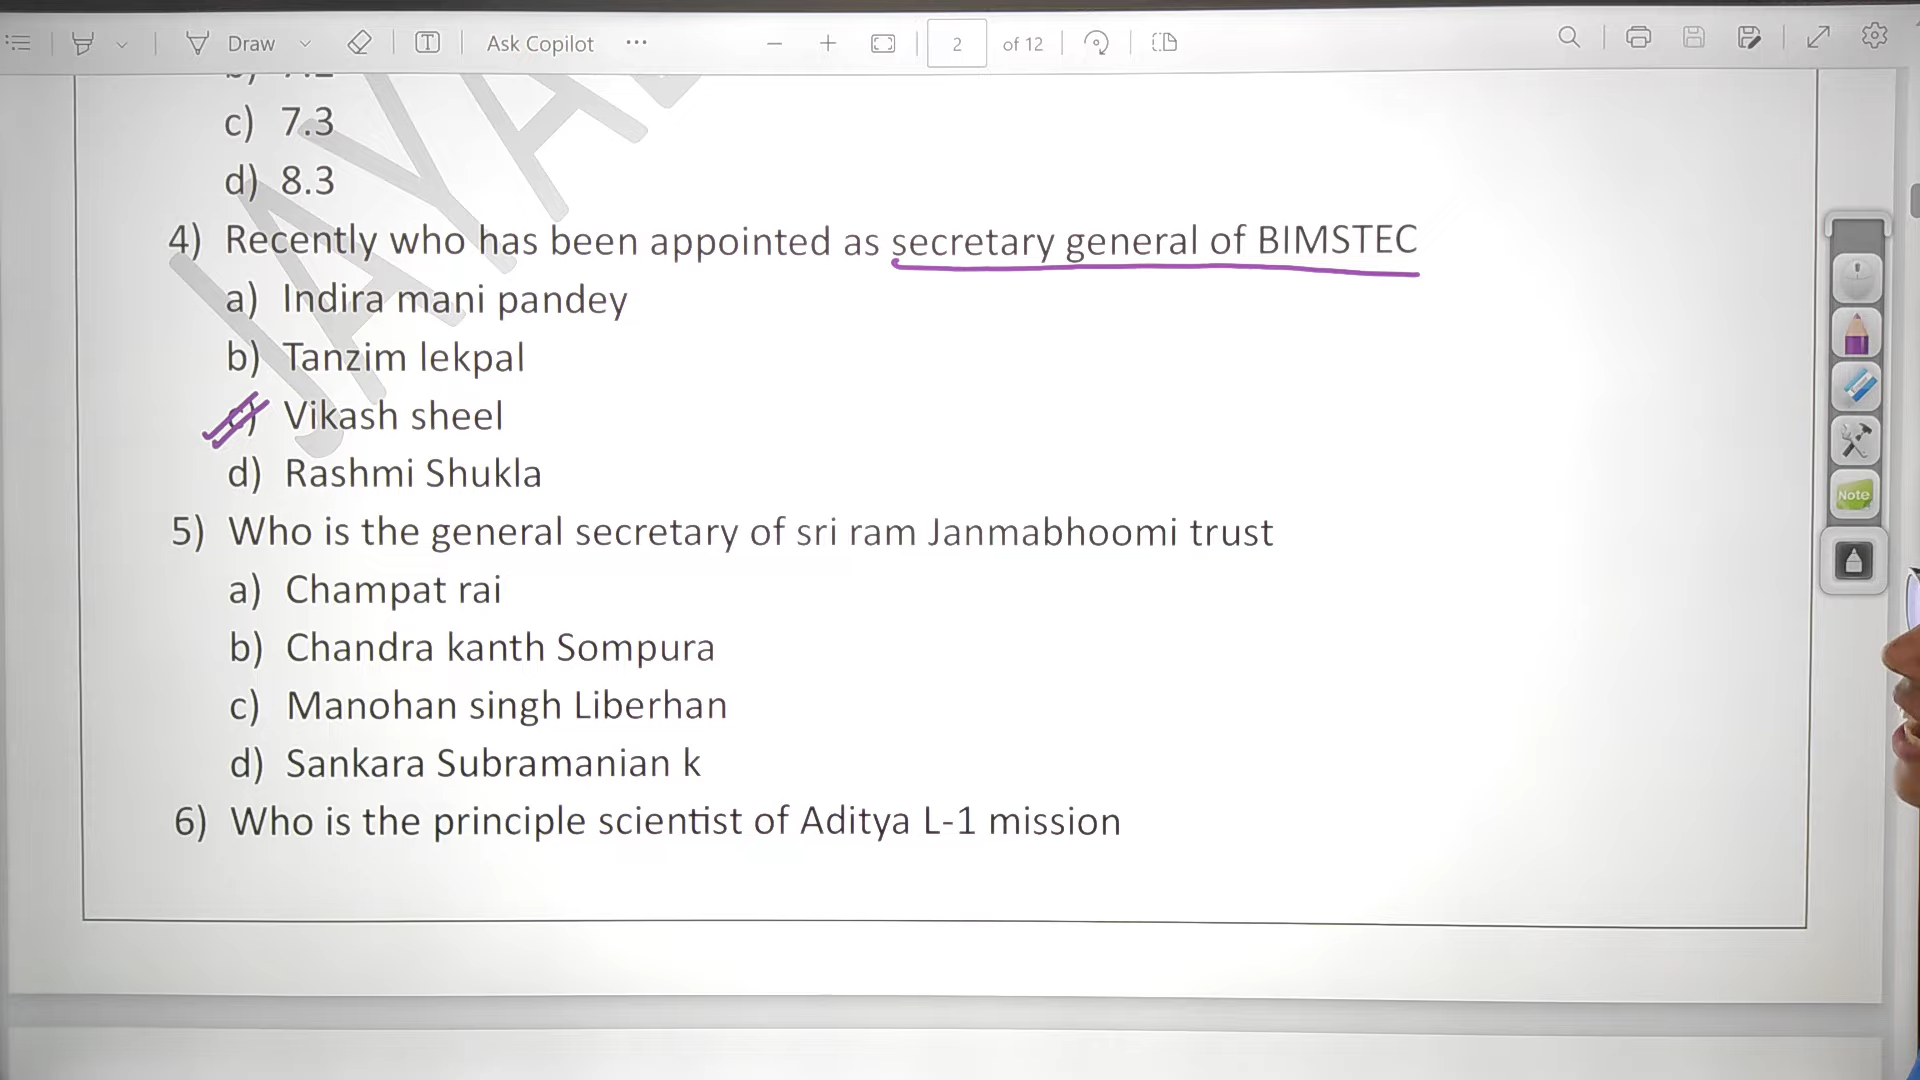 Draw
Ask Copilot
2 of 12
c) 7.3
d) 8.3
4) Recently who has been appointed as secretary general of BIMSTEC
a) Indira mani pandey
b) Tanzim lekpal
c) Vikash sheel
d) Rashmi Shukla
5) Who is the general secretary of sri ram Janmabhoomi trust
a) Champat rai
b) Chandra kanth Sompura
c) Manohan singh Liberhan
d) Sankara Subramanian k
6) Who is the principle scientist of Aditya L-1 mission
Note